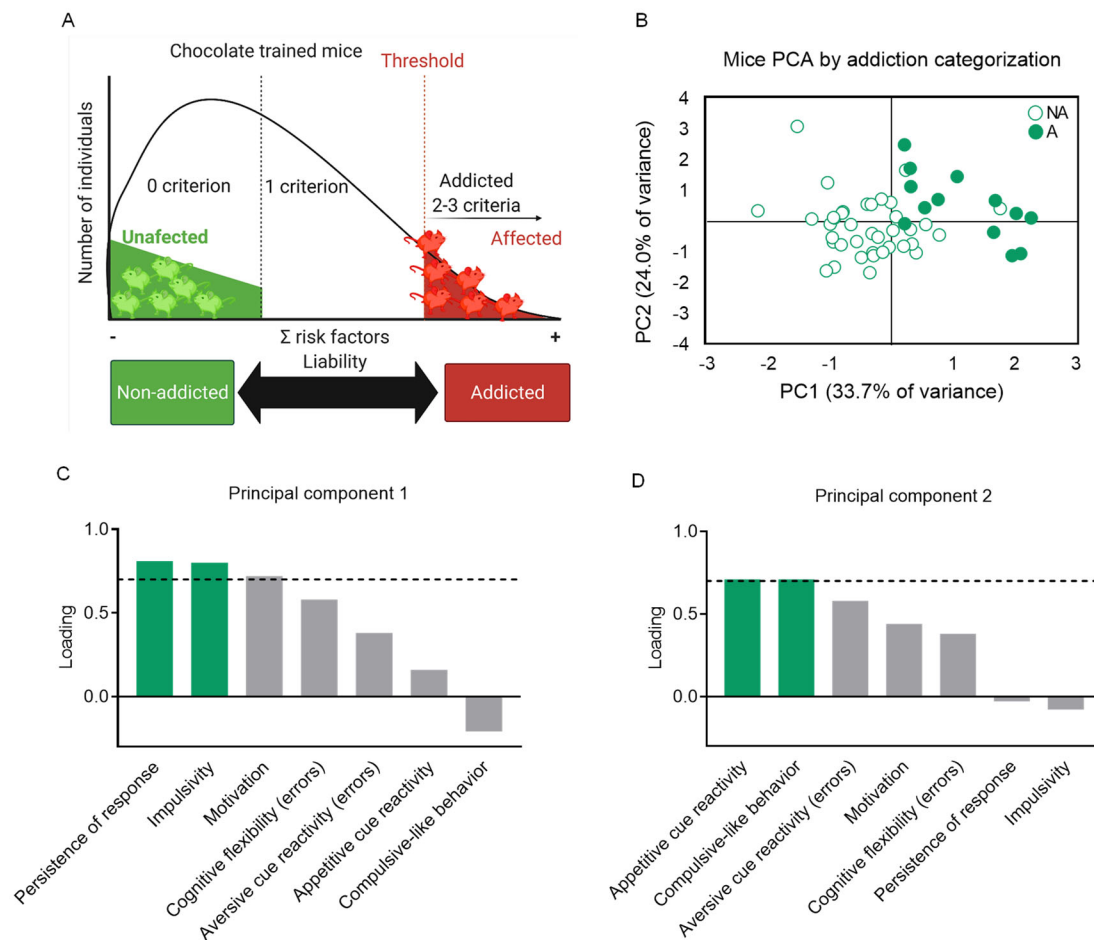 A
Chocolate trained mice
Threshold
Number of individuals
0 criterion
1 criterion
Addicted
2-3 criteria
Unafected
Affected
-
Σ risk factors
+
Liability
Non-addicted
Addicted
B
Mice PCA by addiction categorization
NA
A
PC2 (24.0% of variance)
4
3
2
1
0
-1
-2
-3
-4
-3
-2
-1
0
1
2
3
PC1 (33.7% of variance)
C
Principal component 1
Loading
1.0
0.5
0.0
Persistence of response
Impulsivity
Motivation
Cognitive flexibility (errors)
Aversive cue reactivity (errors)
Appetitive cue reactivity
Compulsive-like behavior
D
Principal component 2
Loading
1.0
0.5
0.0
Appetitive cue reactivity
Compulsive-like behavior
Aversive cue reactivity (errors)
Motivation
Cognitive flexibility (errors)
Persistence of response
Impulsivity